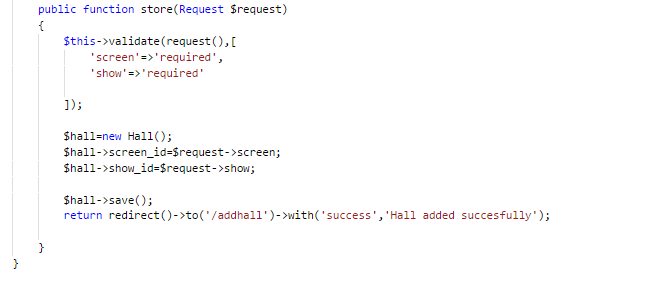 public function store(Request $request)
{
$this->validate(request(),[
'screen'=>'required',
'show'=>'required'
]);
$hall=new Hall();
$hall->screen_id=$request->screen;
$hall->show_id=$request->show;
$hall->save();
return redirect()->to('/addhall')->with('success','Hall added succesfully');
}
}